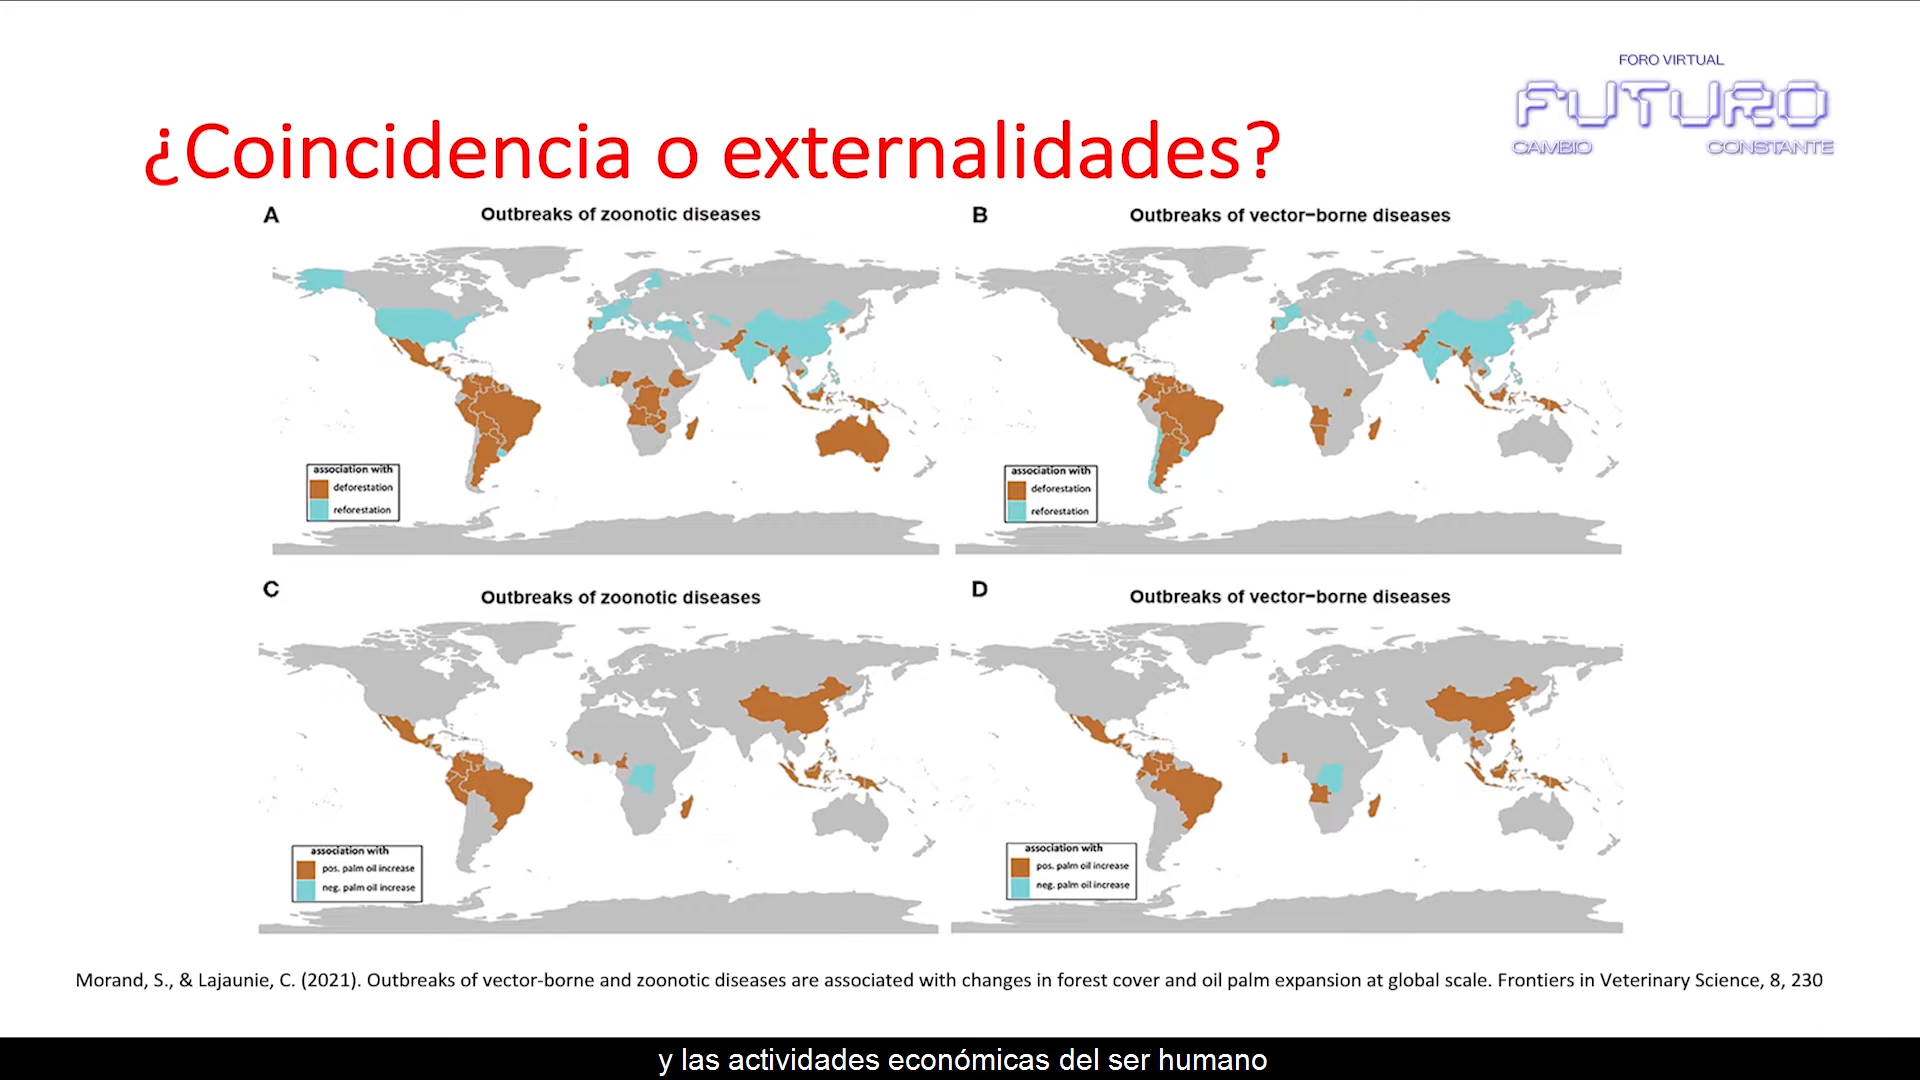 FORO VIRTUAL
FUTURO
CAMBIO CONSTANTE
¿Coincidencia o externalidades?
A
Outbreaks of zoonotic diseases
association with
deforestation
reforestation
B
Outbreaks of vector−borne diseases
association with
deforestation
reforestation
C
Outbreaks of zoonotic diseases
association with
pos. palm oil increase
neg. palm oil increase
D
Outbreaks of vector−borne diseases
association with
pos. palm oil increase
neg. palm oil increase
Morand, S., & Lajaunie, C. (2021). Outbreaks of vector-borne and zoonotic diseases are associated with changes in forest cover and oil palm expansion at global scale. Frontiers in Veterinary Science, 8, 230
y las actividades económicas del ser humano